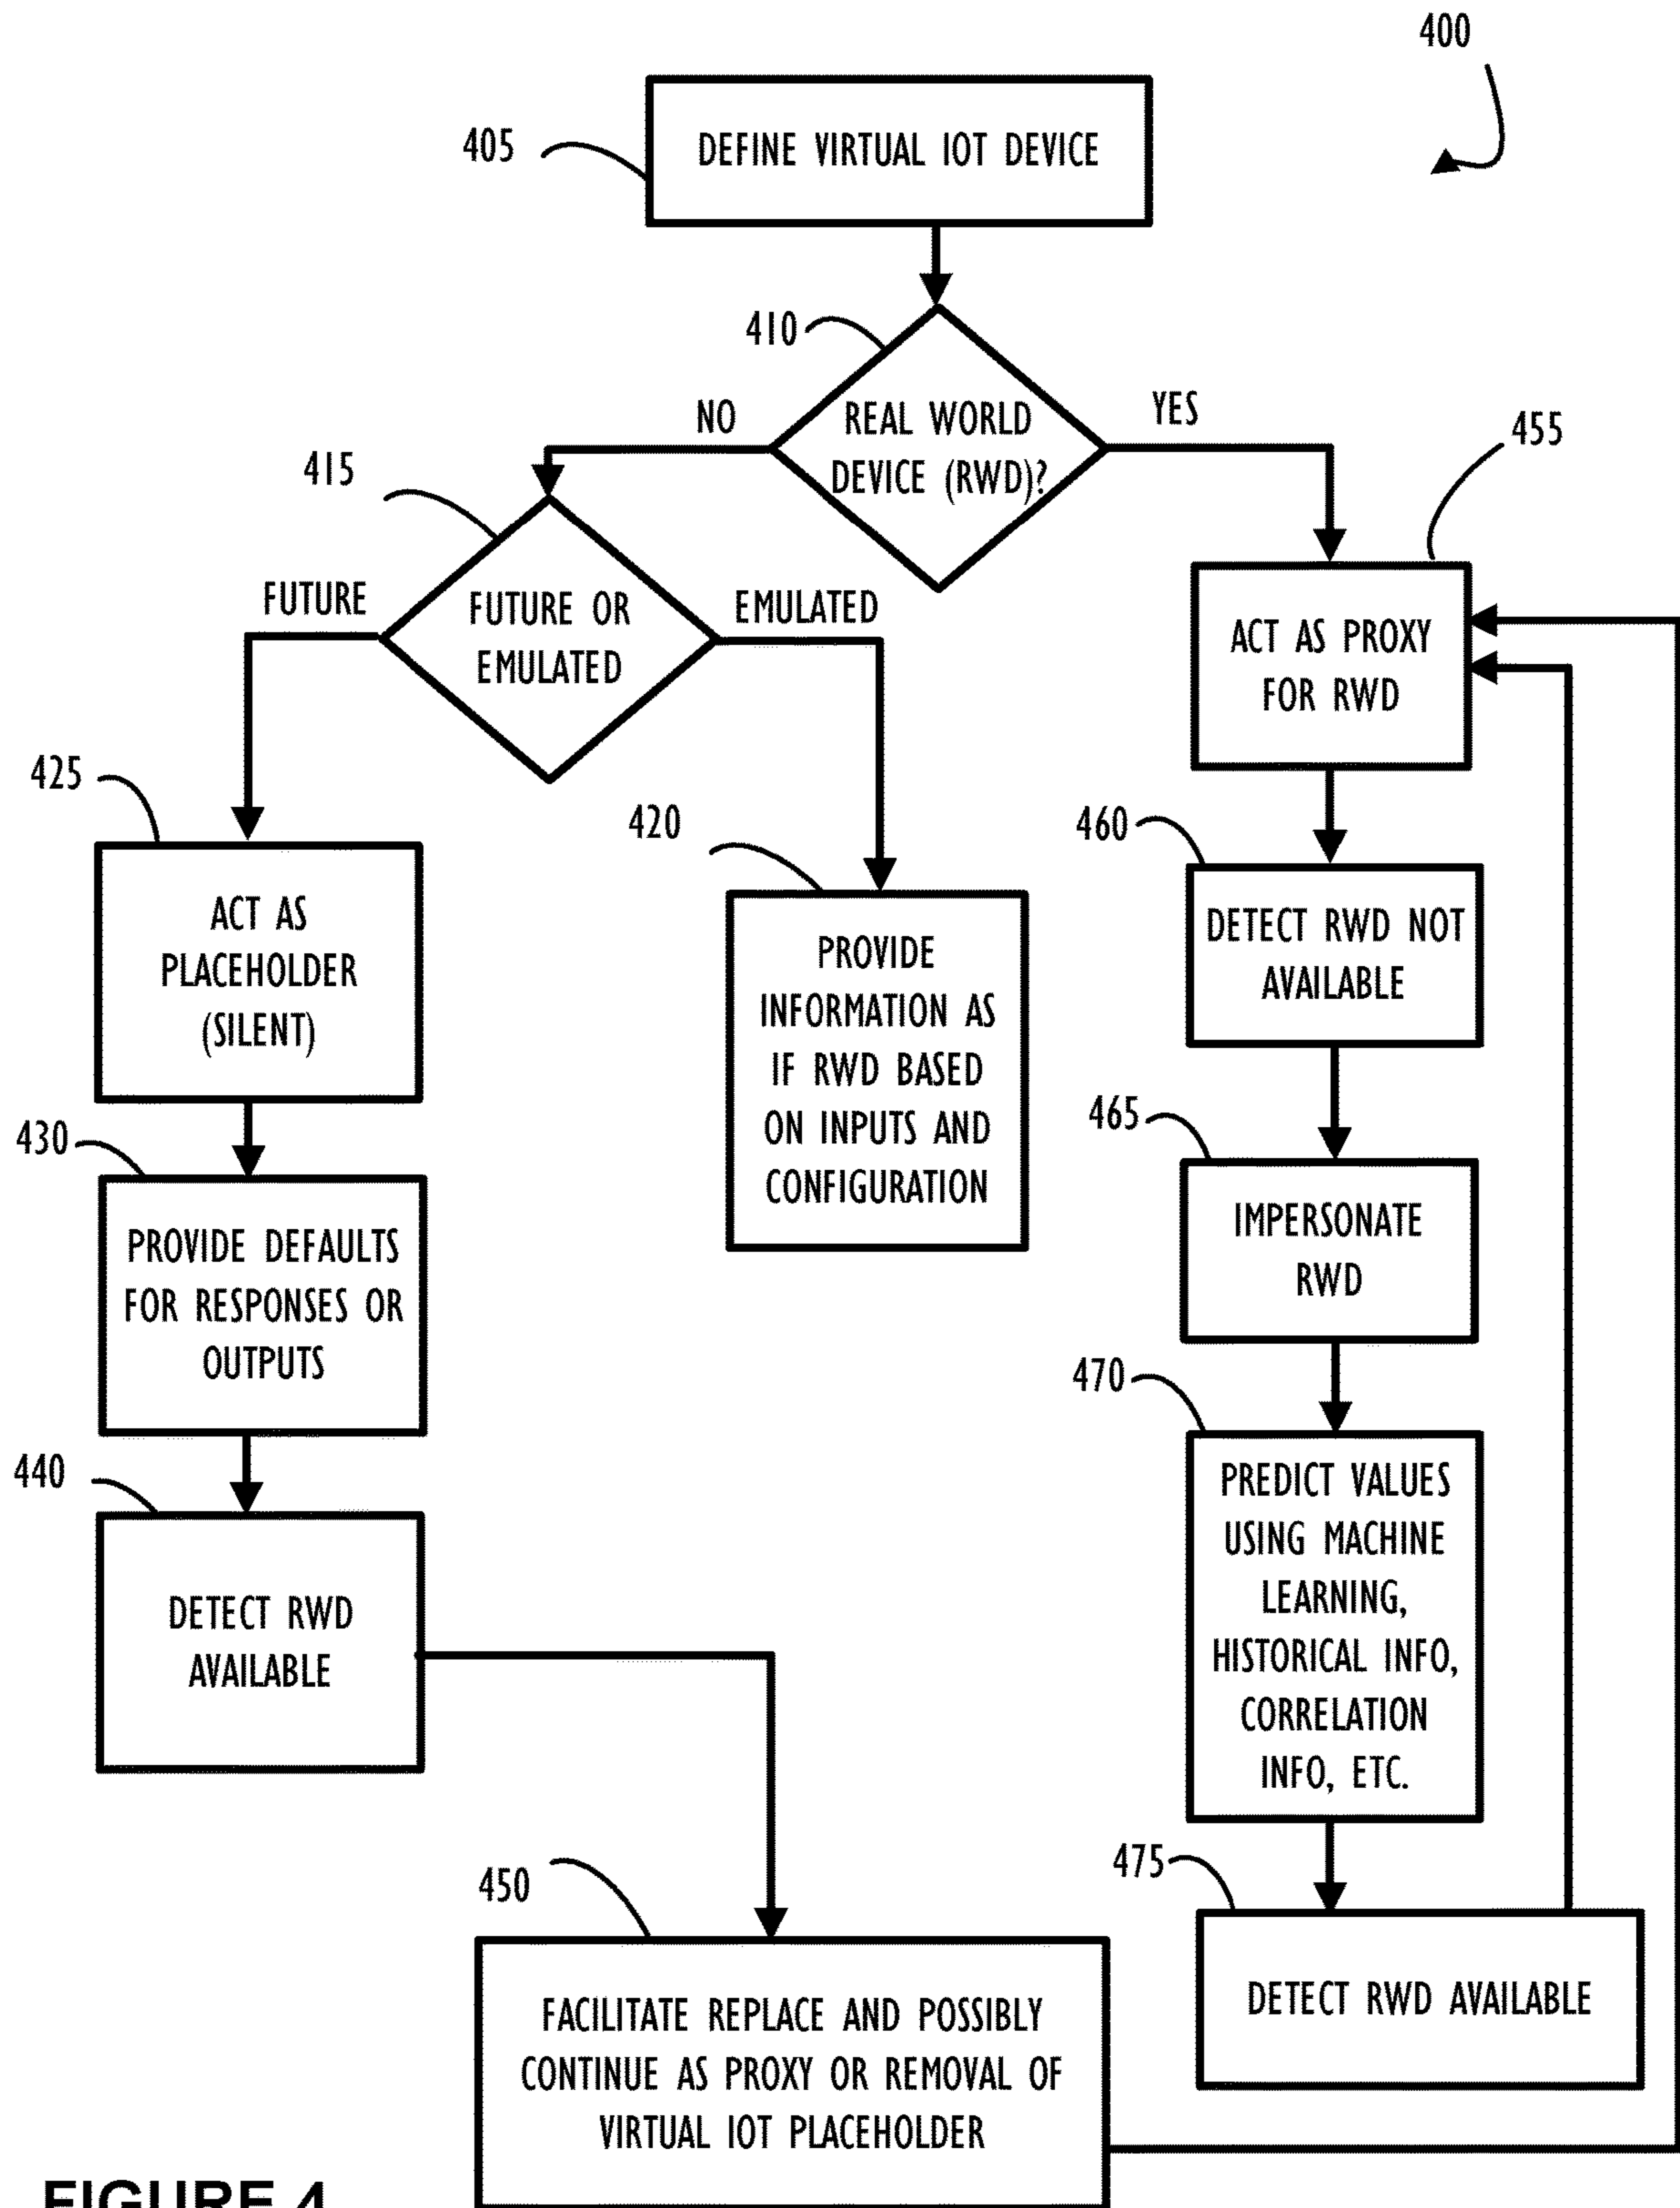 400
405
DEFINE VIRTUAL IOT DEVICE
410
REAL WORLD
DEVICE (RWD)?
NO
YES
455
415
FUTURE OR
EMULATED
FUTURE
EMULATED
ACT AS PROXY
FOR RWD
425
ACT AS
PLACEHOLDER
(SILENT)
420
PROVIDE
INFORMATION AS
IF RWD BASED
ON INPUTS AND
CONFIGURATION
460
DETECT RWD NOT
AVAILABLE
430
PROVIDE DEFAULTS
FOR RESPONSES OR
OUTPUTS
465
IMPERSONATE
RWD
440
DETECT RWD
AVAILABLE
470
PREDICT VALUES
USING MACHINE
LEARNING,
HISTORICAL INFO,
CORRELATION
INFO, ETC.
450
FACILITATE REPLACE AND POSSIBLY
CONTINUE AS PROXY OR REMOVAL OF
VIRTUAL IOT PLACEHOLDER
475
DETECT RWD AVAILABLE
FIGURE 4